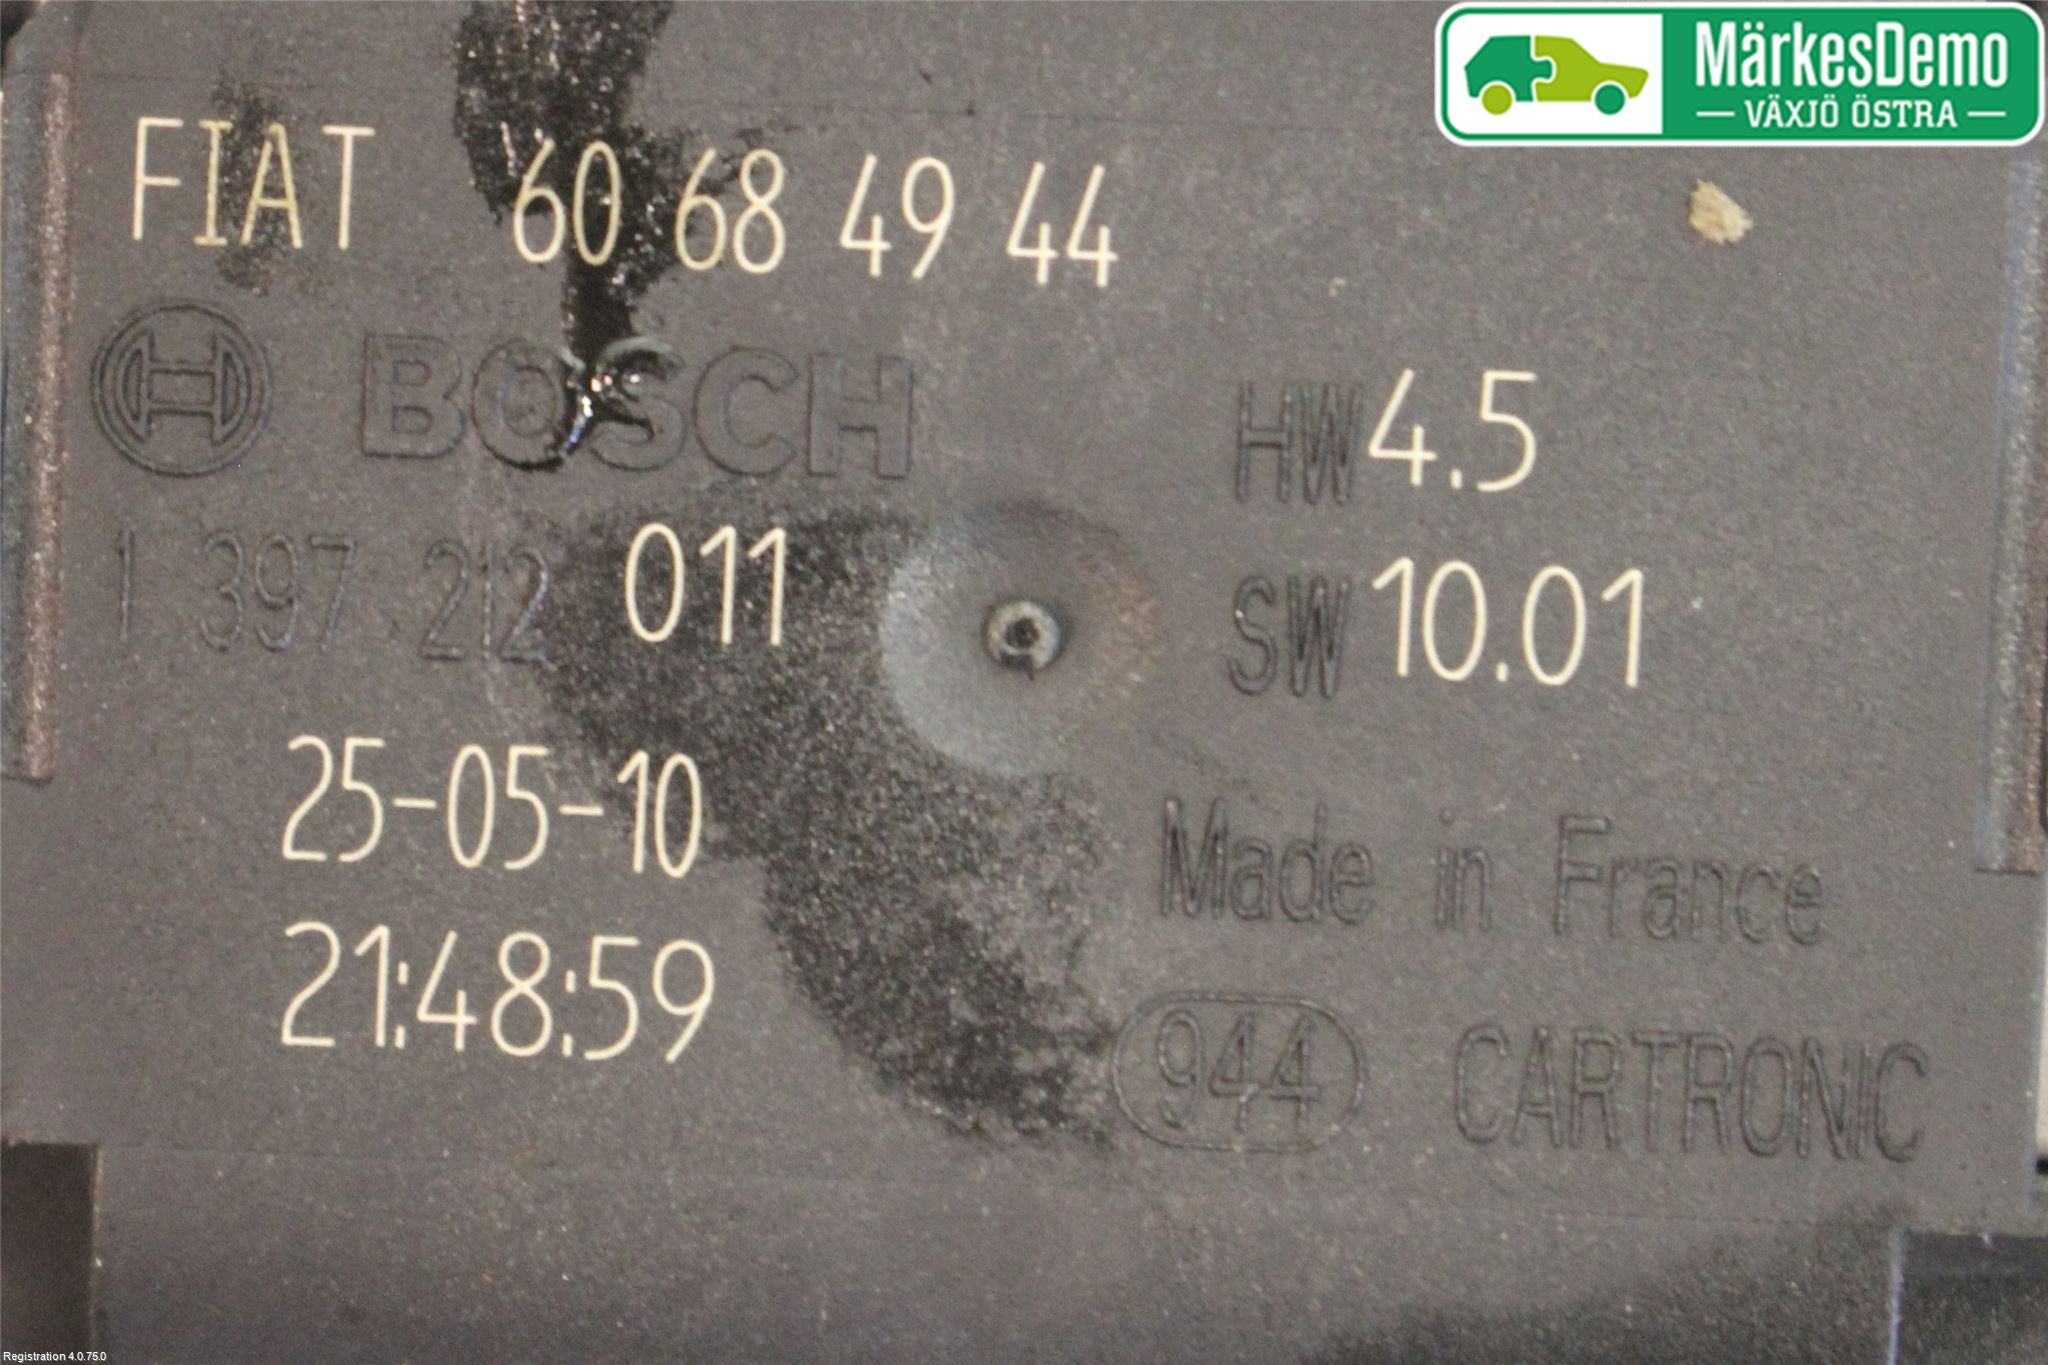 MärkesDemo
VÄXJÖ ÖSTRA
FIAT 60 68 49 44
BOSCH
HW 4.5
1 397 212 011
SW 10.01
25-05-10
Made in France
21:48:59
944 CARTRONIC
Registration 4.0.75.0